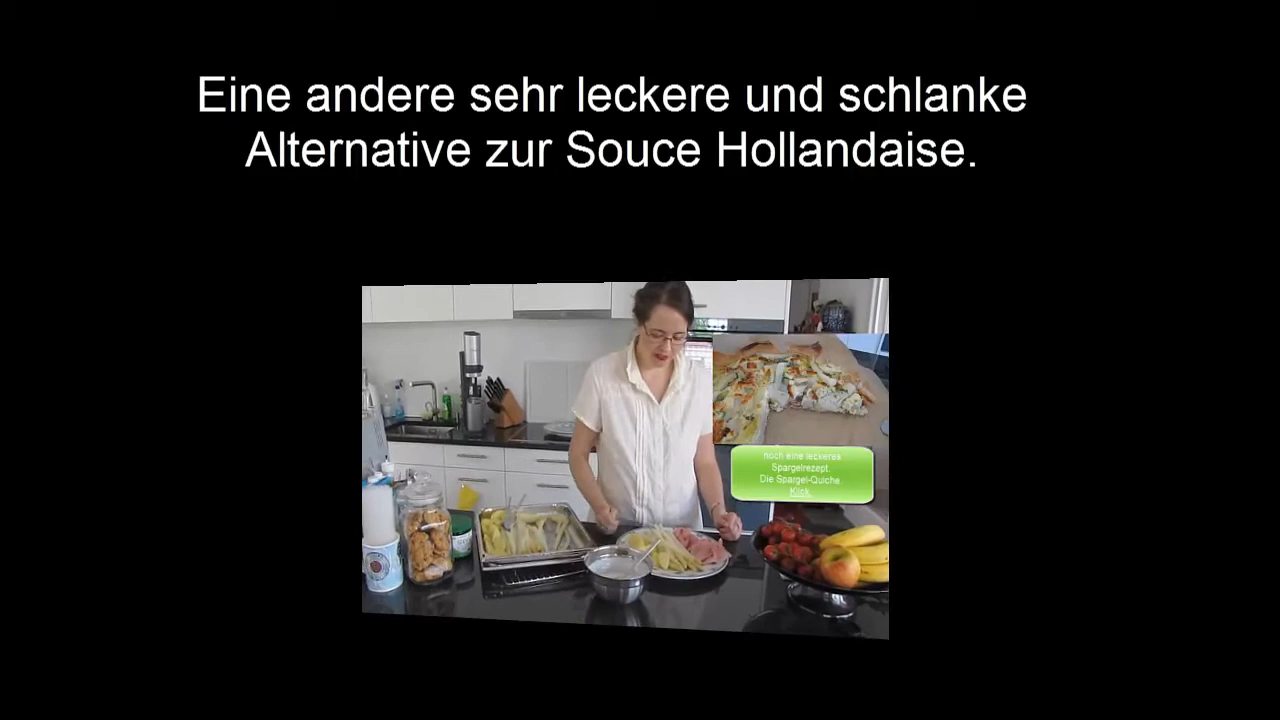 Eine andere sehr leckere und schlanke
Alternative zur Souce Hollandaise.
noch eine leckeres
Spargelrezept.
Die Spargel-Quiche.
Klick.